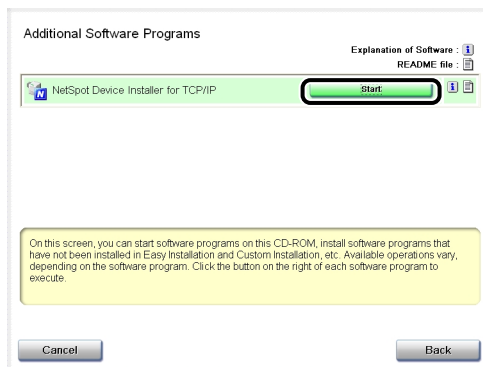 Additional Software Programs
Explanation of Software :
README file :
NetSpot Device Installer for TCP/IP
Start
On this screen, you can start software programs on this CD-ROM, install software programs that
have not been installed in Easy Installation and Custom Installation, etc. Available operations vary,
depending on the software program. Click the button on the right of each software program to
execute.
Cancel
Back